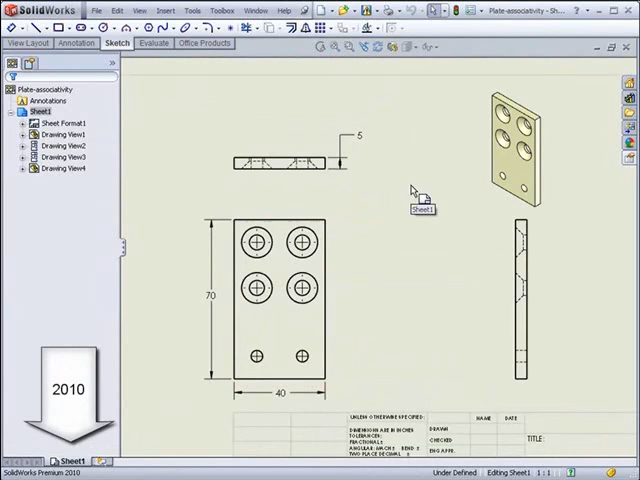 SolidWorks File Edit View Insert Tools Window Help Plate-associativity - Sh...
View Layout Annotation Sketch Evaluate Office Products
Plate-associativity
Annotations
Sheet1
Sheet Format1
Drawing View1
Drawing View2
Drawing View3
Drawing View4
5
Sheet1
70
40
2010
UNLESS OTHERWISE SPECIFIED:
NAME DATE
DIMENSIONS ARE IN INCHES
TOLERANCES:
FRACTIONAL
ANGULAR: MACH BEND
TWO PLACE DECIMAL
DRAWN
CHECKED
ENG APPR.
TITLE:
Sheet1
SolidWorks Premium 2010 Under Defined Editing Sheet1 1 : 1